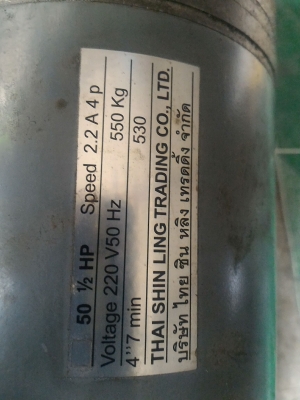 50 ½ HP Speed 2.2 A 4 p
Voltage 220 V50 Hz 550 Kg
4"7 min 530
THAI SHIN LING TRADING CO., LTD.
บริษัท ไทย ชิน หลิง เทรดดิ้ง จำกัด